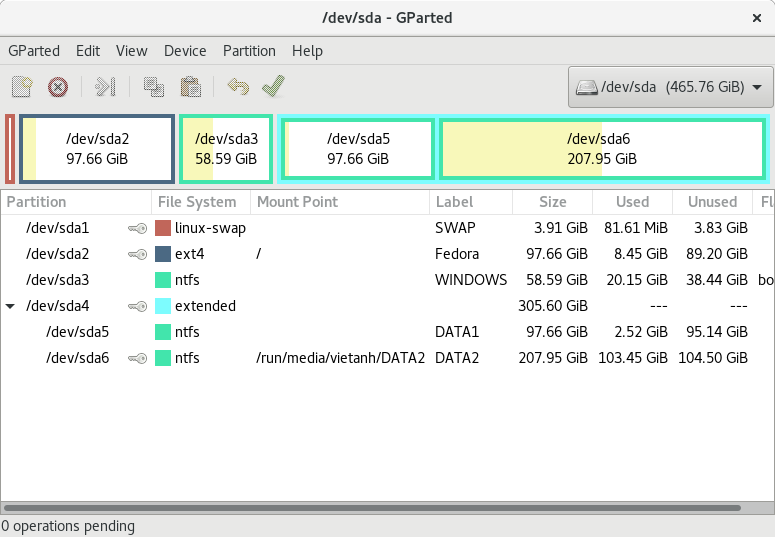 /dev/sda - GParted
GParted Edit View Device Partition Help
/dev/sda (465.76 GiB)
/dev/sda2 /dev/sda3 /dev/sda5 /dev/sda6
97.66 GiB 58.59 GiB 97.66 GiB 207.95 GiB
Partition File System Mount Point Label Size Used Unused Fl
/dev/sda1 linux-swap SWAP 3.91 GiB 81.61 MiB 3.83 GiB
/dev/sda2 ext4 / Fedora 97.66 GiB 8.45 GiB 89.20 GiB
/dev/sda3 ntfs WINDOWS 58.59 GiB 20.15 GiB 38.44 GiB bo
/dev/sda4 extended 305.60 GiB --- ---
/dev/sda5 ntfs DATA1 97.66 GiB 2.52 GiB 95.14 GiB
/dev/sda6 ntfs /run/media/vietanh/DATA2 DATA2 207.95 GiB 103.45 GiB 104.50 GiB
0 operations pending